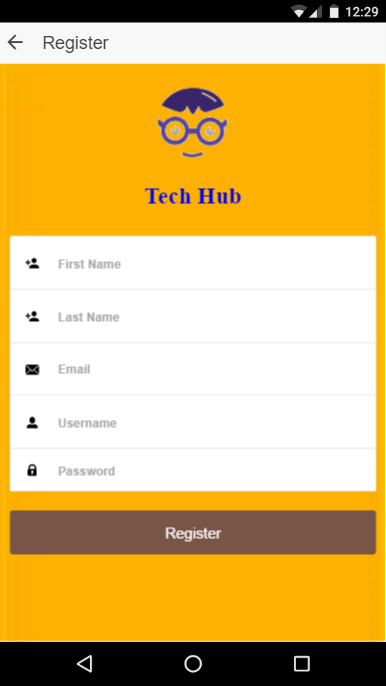 12:29
Register
Tech Hub
First Name
Last Name
Email
Username
Password
Register